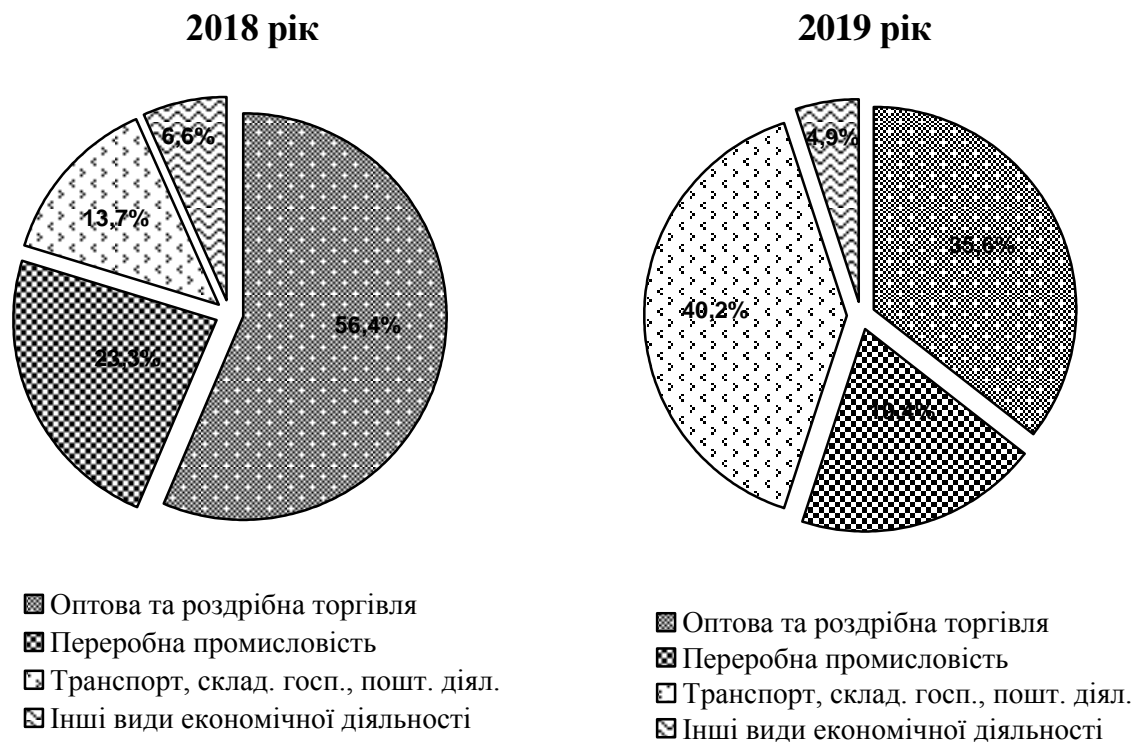 2018 рік
6,6%
13,7%
56,4%
23,3%
Оптова та роздрібна торгівля
Переробна промисловість
Транспорт, склад. госп., пошт. діял.
Інші види економічної діяльності
2019 рік
4,9%
35,6%
40,2%
Оптова та роздрібна торгівля
Переробна промисловість
Транспорт, склад. госп., пошт. діял.
Інші види економічної діяльності